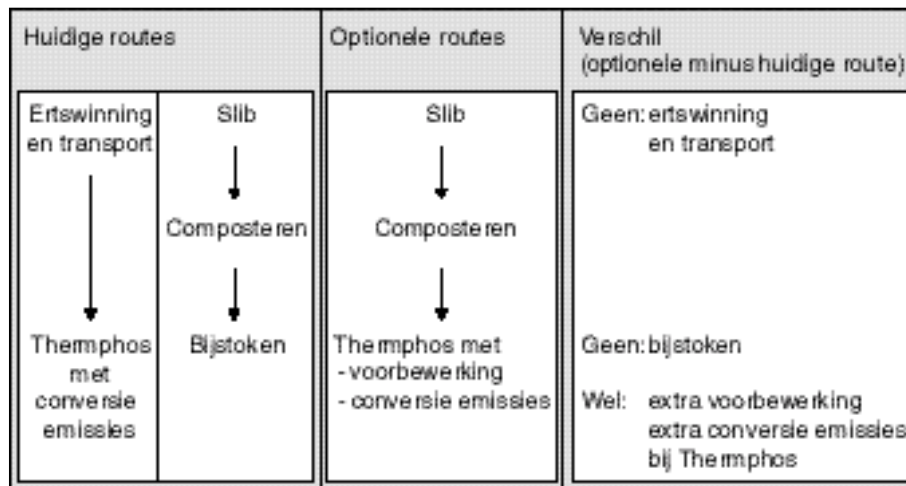 Huidige routes
Optionele routes
Verschil
(optionele minus huidige route)
Ertswinning
en transport
Thermphos
met
conversie
emissies
Slib
Composteren
Bijstoken
Slib
Composteren
Thermphos met
- voorbewerking
- conversie emissies
Geen: ertswinning
en transport
Geen: bijstoken
Wel: extra voorbewerking
extra conversie emissies
bij Thermphos